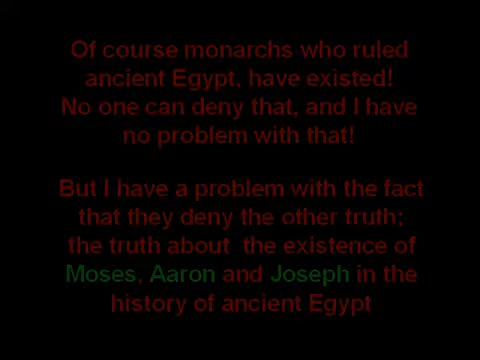 Of course monarchs who ruled
ancient Egypt, have existed!
No one can deny that, and I have
no problem with that!
But I have a problem with the fact
that they deny the other truth;
the truth about  the existence of
Moses, Aaron and Joseph in the
history of ancient Egypt